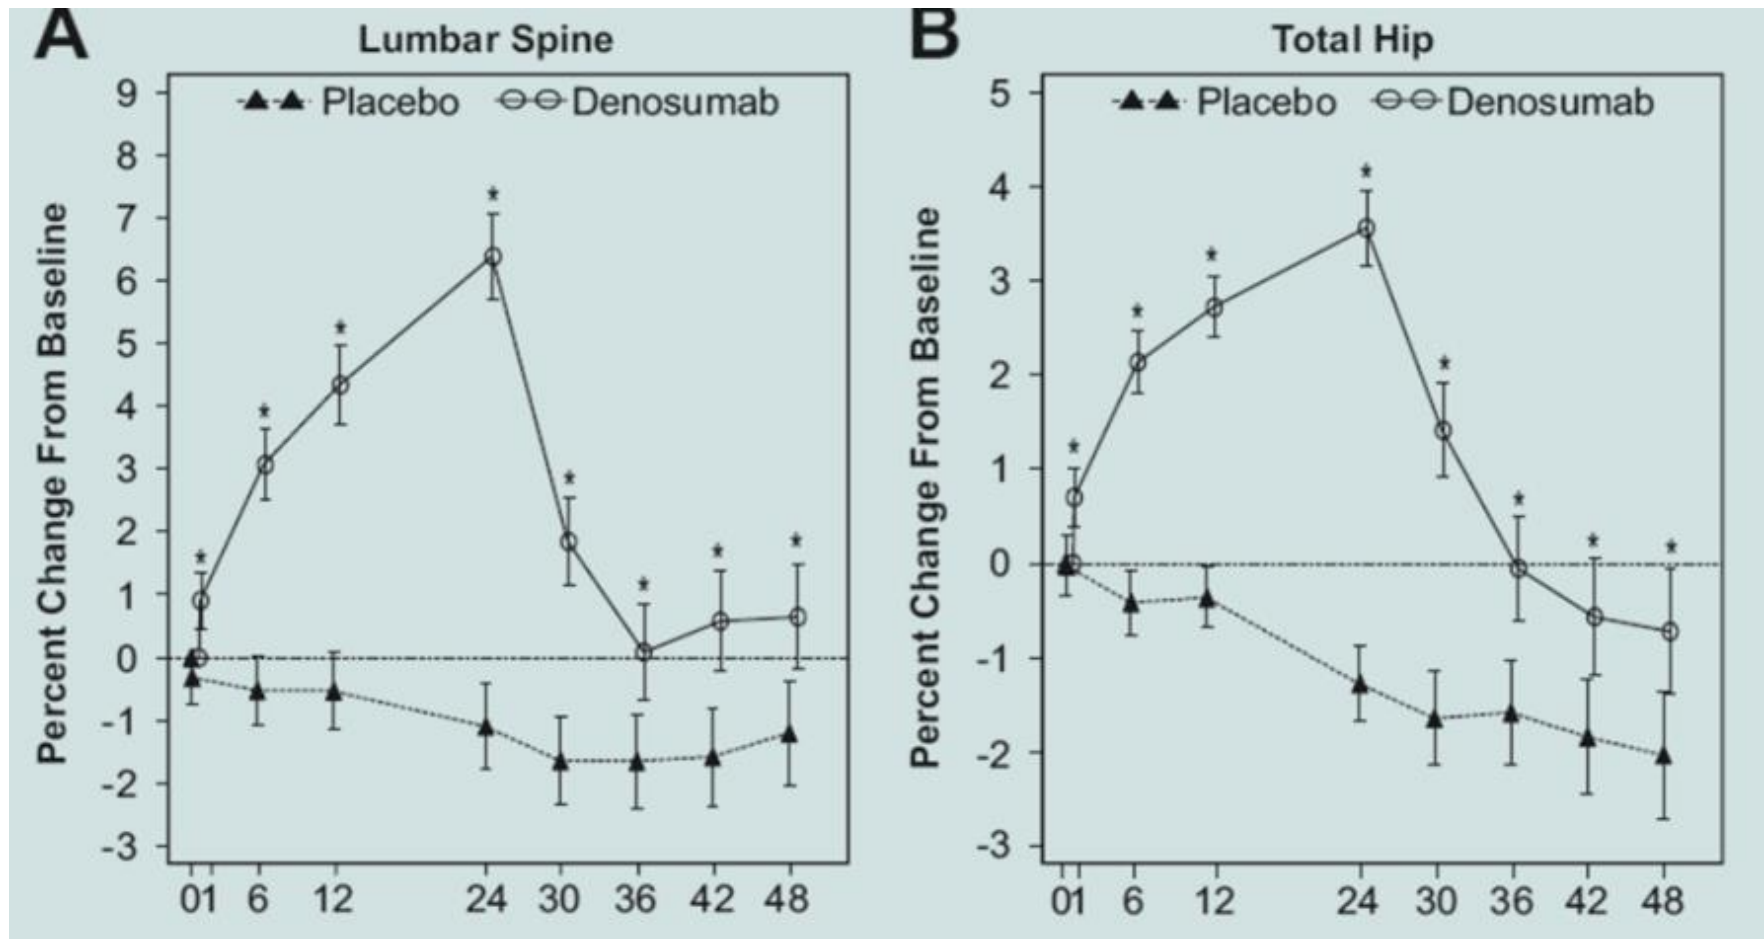 A Lumbar Spine
Placebo Denosumab
Percent Change From Baseline
9
8
7
6
5
4
3
2
1
0
-1
-2
-3
* * * * * * * *
01 6 12 24 30 36 42 48
B Total Hip
Placebo Denosumab
Percent Change From Baseline
5
4
3
2
1
0
-1
-2
-3
* * * * * * * *
01 6 12 24 30 36 42 48